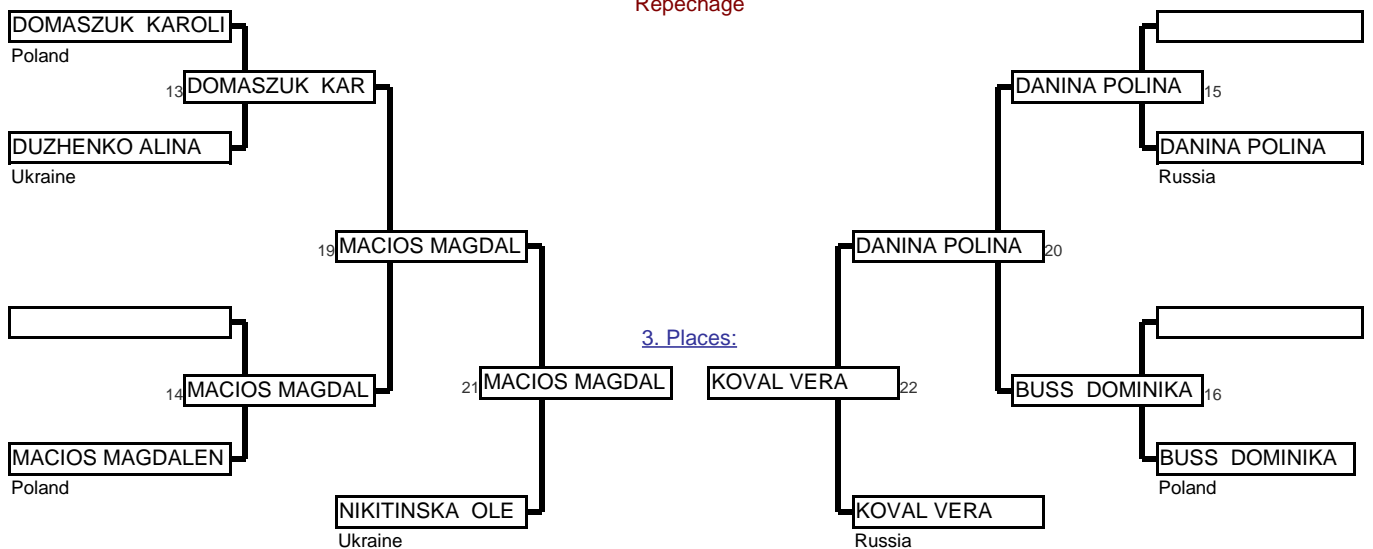 Repechage
DOMASZUK KAROLI
Poland
13 DOMASZUK KAR
DUZHENKO ALINA
Ukraine
19 MACIOS MAGDAL
14 MACIOS MAGDAL
MACIOS MAGDALEN
Poland
3. Places:
21 MACIOS MAGDAL
NIKITINSKA OLE
Ukraine
DANINA POLINA 15
DANINA POLINA
Russia
DANINA POLINA 20
KOVAL VERA 22
BUSS DOMINIKA 16
BUSS DOMINIKA
Poland
KOVAL VERA
Russia